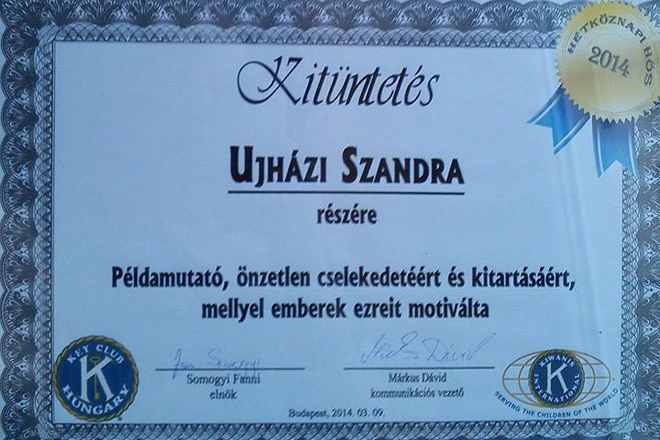 HÉTKÖZNAPI HŐS
2014
Kitüntetés
UJHÁZI SZANDRA
részére
Példamutató, önzetlen cselekedetéért és kitartásáért,
mellyel emberek ezreit motiválta
Somogyi Fanni
elnök
Márkus Dávid
kommunikációs vezető
Budapest, 2014. 03. 09.
KEY CLUB
K
HUNGARY
KIWANIS
K
INTERNATIONAL
SERVING THE CHILDREN OF THE WORLD